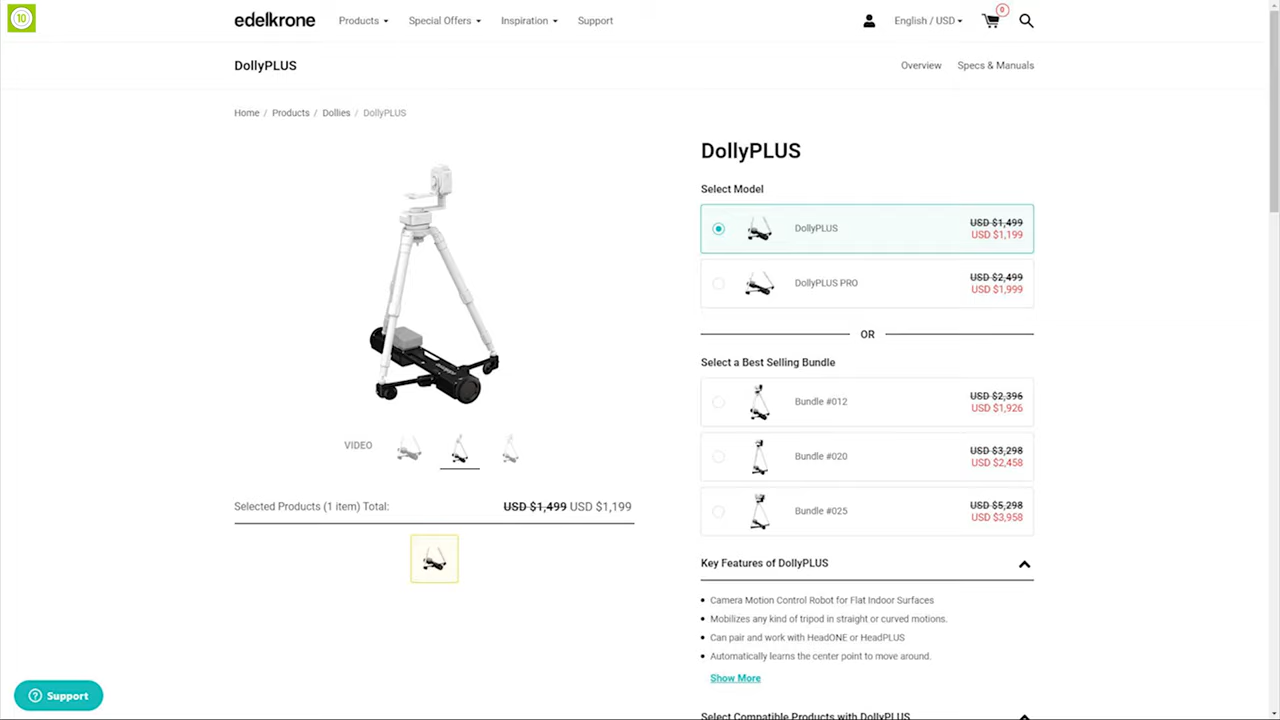 10
edelkrone
Products
Special Offers
Inspiration
Support
English / USD
0
DollyPLUS
Overview
Specs & Manuals
Home / Products / Dollies / DollyPLUS
DollyPLUS
Select Model
DollyPLUS
USD $1,499
USD $1,199
DollyPLUS PRO
USD $2,499
USD $1,999
OR
Select a Best Selling Bundle
Bundle #012
USD $2,396
USD $1,926
Bundle #020
USD $3,298
USD $2,458
Bundle #025
USD $5,298
USD $3,958
VIDEO
Selected Products (1 item) Total:
USD $1,499 USD $1,199
Key Features of DollyPLUS
Camera Motion Control Robot for Flat Indoor Surfaces
Mobilizes any kind of tripod in straight or curved motions.
Can pair and work with HeadONE or HeadPLUS
Automatically learns the center point to move around.
Show More
Select Compatible Products with DollyPLUS
Support